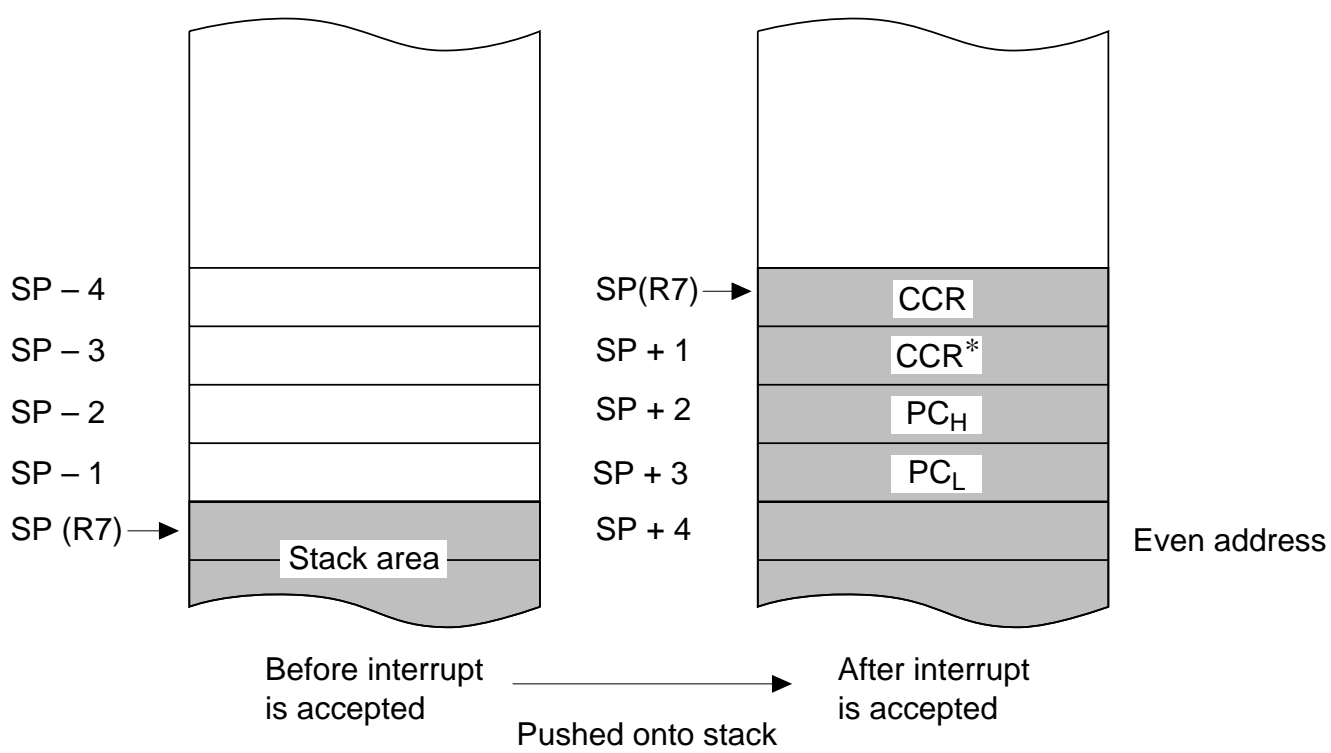 SP – 4
SP – 3
SP – 2
SP – 1
SP (R7)
Stack area
SP(R7)
SP + 1
SP + 2
SP + 3
SP + 4
CCR
CCR*
PCH
PCL
Even address
Before interrupt
is accepted
Pushed onto stack
After interrupt
is accepted